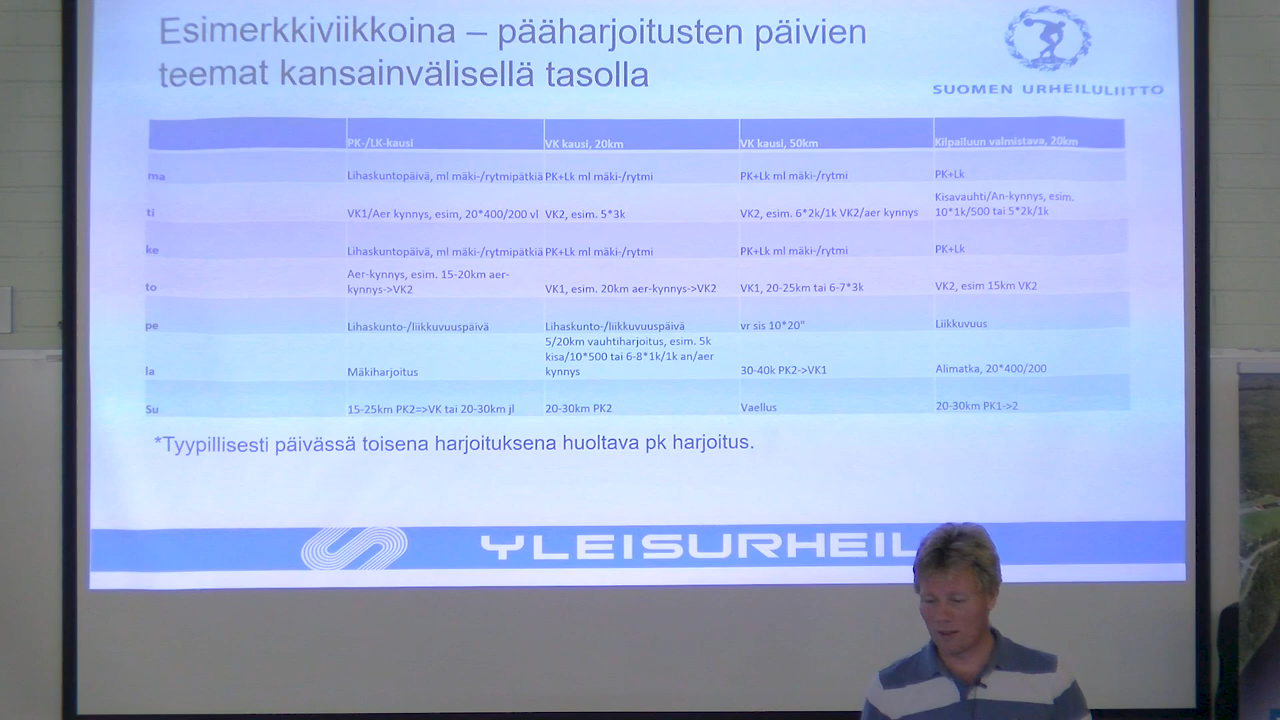 Esimerkkiviikkoina – pääharjoitusten päivien
teemat kansainvälisellä tasolla
SUOMEN URHEILULIITTO
PK-/LK-kausi VK kausi, 20km VK kausi, 50km Kilpailuun valmistava, 20km
ma Lihaskuntopäivä, ml mäki-/rytmipätkiä PK+Lk ml mäki-/rytmi PK+Lk ml mäki-/rytmi PK+Lk
Kisavauhti/An-kynnys, esim.
ti VK1/Aer kynnys, esim, 20*400/200 vl VK2, esim. 5*3k VK2, esim. 6*2k/1k VK2/aer kynnys 10*1k/500 tai 5*2k/1k
ke Lihaskuntopäivä, ml mäki-/rytmipätkiä PK+Lk ml mäki-/rytmi PK+Lk ml mäki-/rytmi PK+Lk
Aer-kynnys, esim. 15-20km aer-
to kynnys->VK2 VK1, esim. 20km aer-kynnys->VK2 VK1, 20-25km tai 6-7*3k VK2, esim 15km VK2
pe Lihaskunto-/liikkuvuuspäivä Lihaskunto-/liikkuvuuspäivä vr sis 10*20" Liikkuvuus
5/20km vauhtiharjoitus, esim. 5k
kisa/10*500 tai 6-8*1k/1k an/aer
la Mäkiharjoitus kynnys 30-40k PK2->VK1 Alimatka, 20*400/200
Su 15-25km PK2=>VK tai 20-30km jl 20-30km PK2 Vaellus 20-30km PK1->2
*Tyypillisesti päivässä toisena harjoituksena huoltava pk harjoitus.
YLEISURHEIL